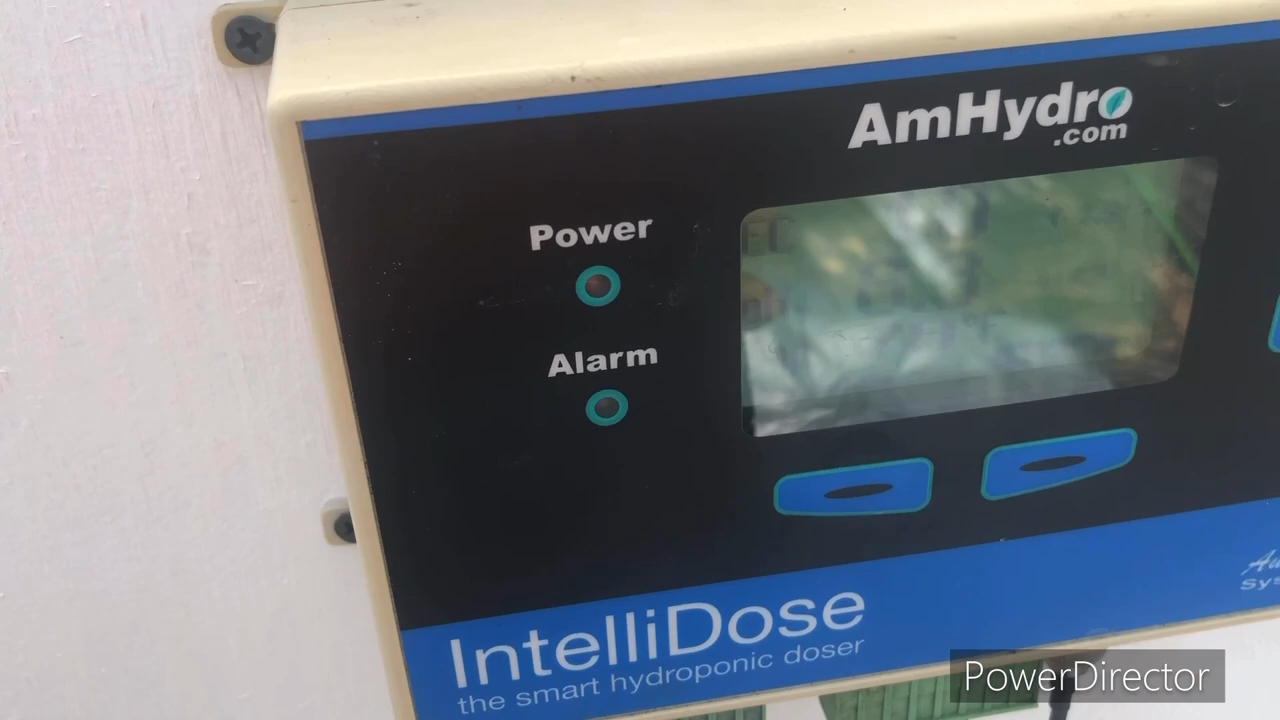 AmHydro
.com
Power
Alarm
IntelliDose
the smart hydroponic doser
PowerDirector